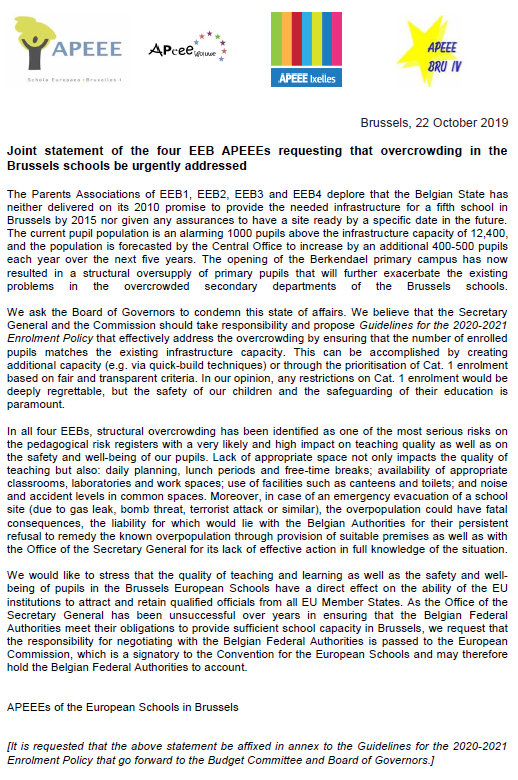 APEEE
Schola Europaea-Bruxelles I
APeee Woluwe
APEEE Ixelles
APEEE
BRU IV
Brussels, 22 October 2019
Joint statement of the four EEB APEEEs requesting that overcrowding in the
Brussels schools be urgently addressed
The Parents Associations of EEB1, EEB2, EEB3 and EEB4 deplore that the Belgian State has
neither delivered on its 2010 promise to provide the needed infrastructure for a fifth school in
Brussels by 2015 nor given any assurances to have a site ready by a specific date in the future.
The current pupil population is an alarming 1000 pupils above the infrastructure capacity of 12,400,
and the population is forecasted by the Central Office to increase by an additional 400-500 pupils
each year over the next five years. The opening of the Berkendael primary campus has now
resulted in a structural oversupply of primary pupils that will further exacerbate the existing
problems in the overcrowded secondary departments of the Brussels schools.
We ask the Board of Governors to condemn this state of affairs. We believe that the Secretary
General and the Commission should take responsibility and propose Guidelines for the 2020-2021
Enrolment Policy that effectively address the overcrowding by ensuring that the number of enrolled
pupils matches the existing infrastructure capacity. This can be accomplished by creating
additional capacity (e.g. via quick-build techniques) or through the prioritisation of Cat. 1 enrolment
based on fair and transparent criteria. In our opinion, any restrictions on Cat. 1 enrolment would be
deeply regrettable, but the safety of our children and the safeguarding of their education is
paramount.
In all four EEBs, structural overcrowding has been identified as one of the most serious risks on
the pedagogical risk registers with a very likely and high impact on teaching quality as well as on
the safety and well-being of our pupils. Lack of appropriate space not only impacts the quality of
teaching but also: daily planning, lunch periods and free-time breaks; availability of appropriate
classrooms, laboratories and work spaces; use of facilities such as canteens and toilets; and noise
and accident levels in common spaces. Moreover, in case of an emergency evacuation of a school
site (due to gas leak, bomb threat, terrorist attack or similar), the overpopulation could have fatal
consequences, the liability for which would lie with the Belgian Authorities for their persistent
refusal to remedy the known overpopulation through provision of suitable premises as well as with
the Office of the Secretary General for its lack of effective action in full knowledge of the situation.
We would like to stress that the quality of teaching and learning as well as the safety and well-
being of pupils in the Brussels European Schools have a direct effect on the ability of the EU
institutions to attract and retain qualified officials from all EU Member States. As the Office of the
Secretary General has been unsuccessful over years in ensuring that the Belgian Federal
Authorities meet their obligations to provide sufficient school capacity in Brussels, we request that
the responsibility for negotiating with the Belgian Federal Authorities is passed to the European
Commission, which is a signatory to the Convention for the European Schools and may therefore
hold the Belgian Federal Authorities to account.
APEEEs of the European Schools in Brussels
[It is requested that the above statement be affixed in annex to the Guidelines for the 2020-2021
Enrolment Policy that go forward to the Budget Committee and Board of Governors.]